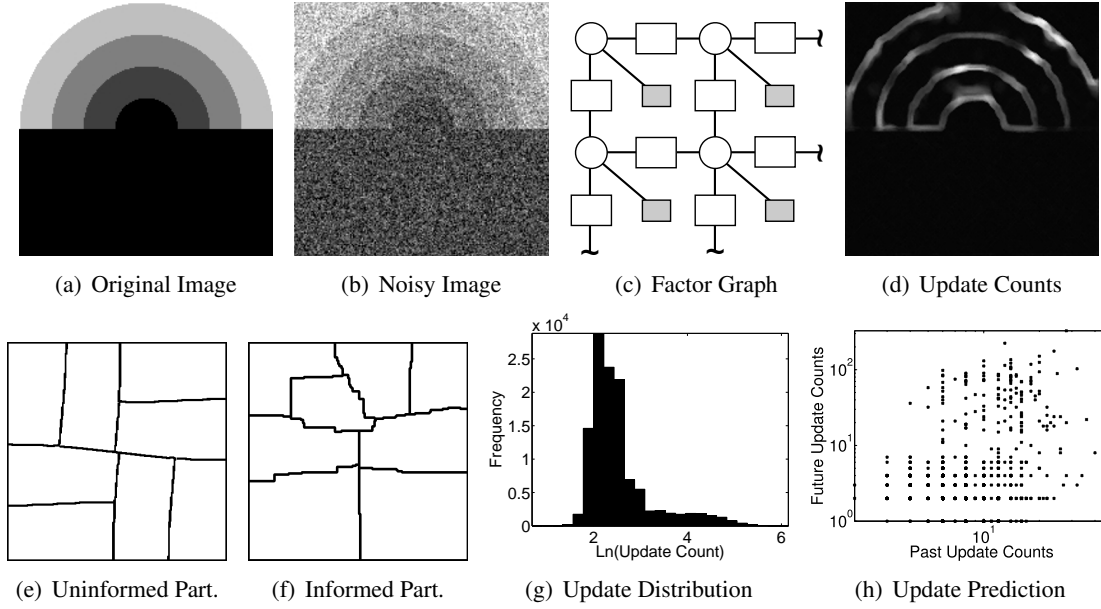 (a) Original Image
(b) Noisy Image
(c) Factor Graph
(d) Update Counts
x 10^4
2.5
2
1.5
1
0.5
0
Frequency
2
4
6
Ln(Update Count)
10^2
10^1
10^0
Future Update Counts
10^1
Past Update Counts
(e) Uninformed Part.
(f) Informed Part.
(g) Update Distribution
(h) Update Prediction